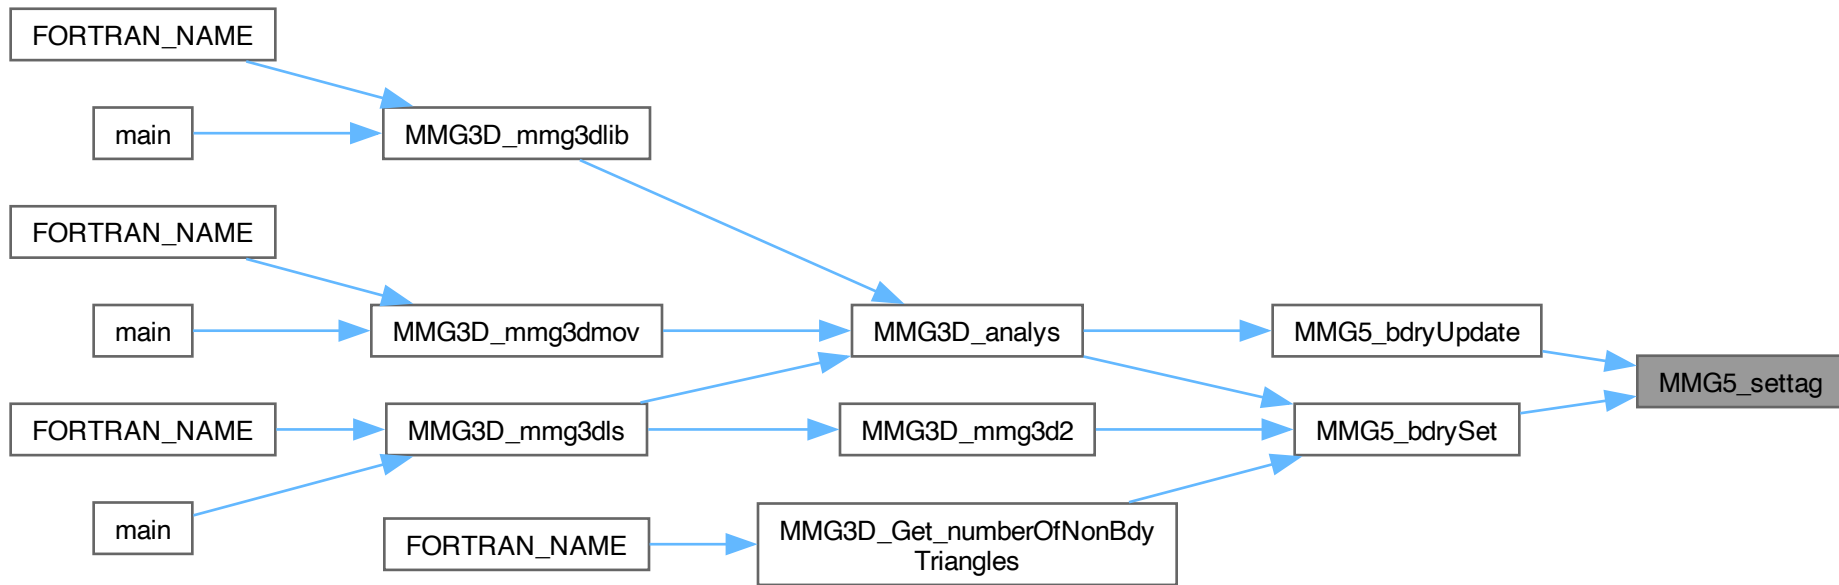 FORTRAN_NAME
main
MMG3D_mmg3dlib
FORTRAN_NAME
main
MMG3D_mmg3dmov
MMG3D_analys
MMG5_bdryUpdate
MMG5_settag
FORTRAN_NAME
MMG3D_mmg3dls
MMG3D_mmg3d2
MMG5_bdrySet
main
FORTRAN_NAME
MMG3D_Get_numberOfNonBdy
Triangles